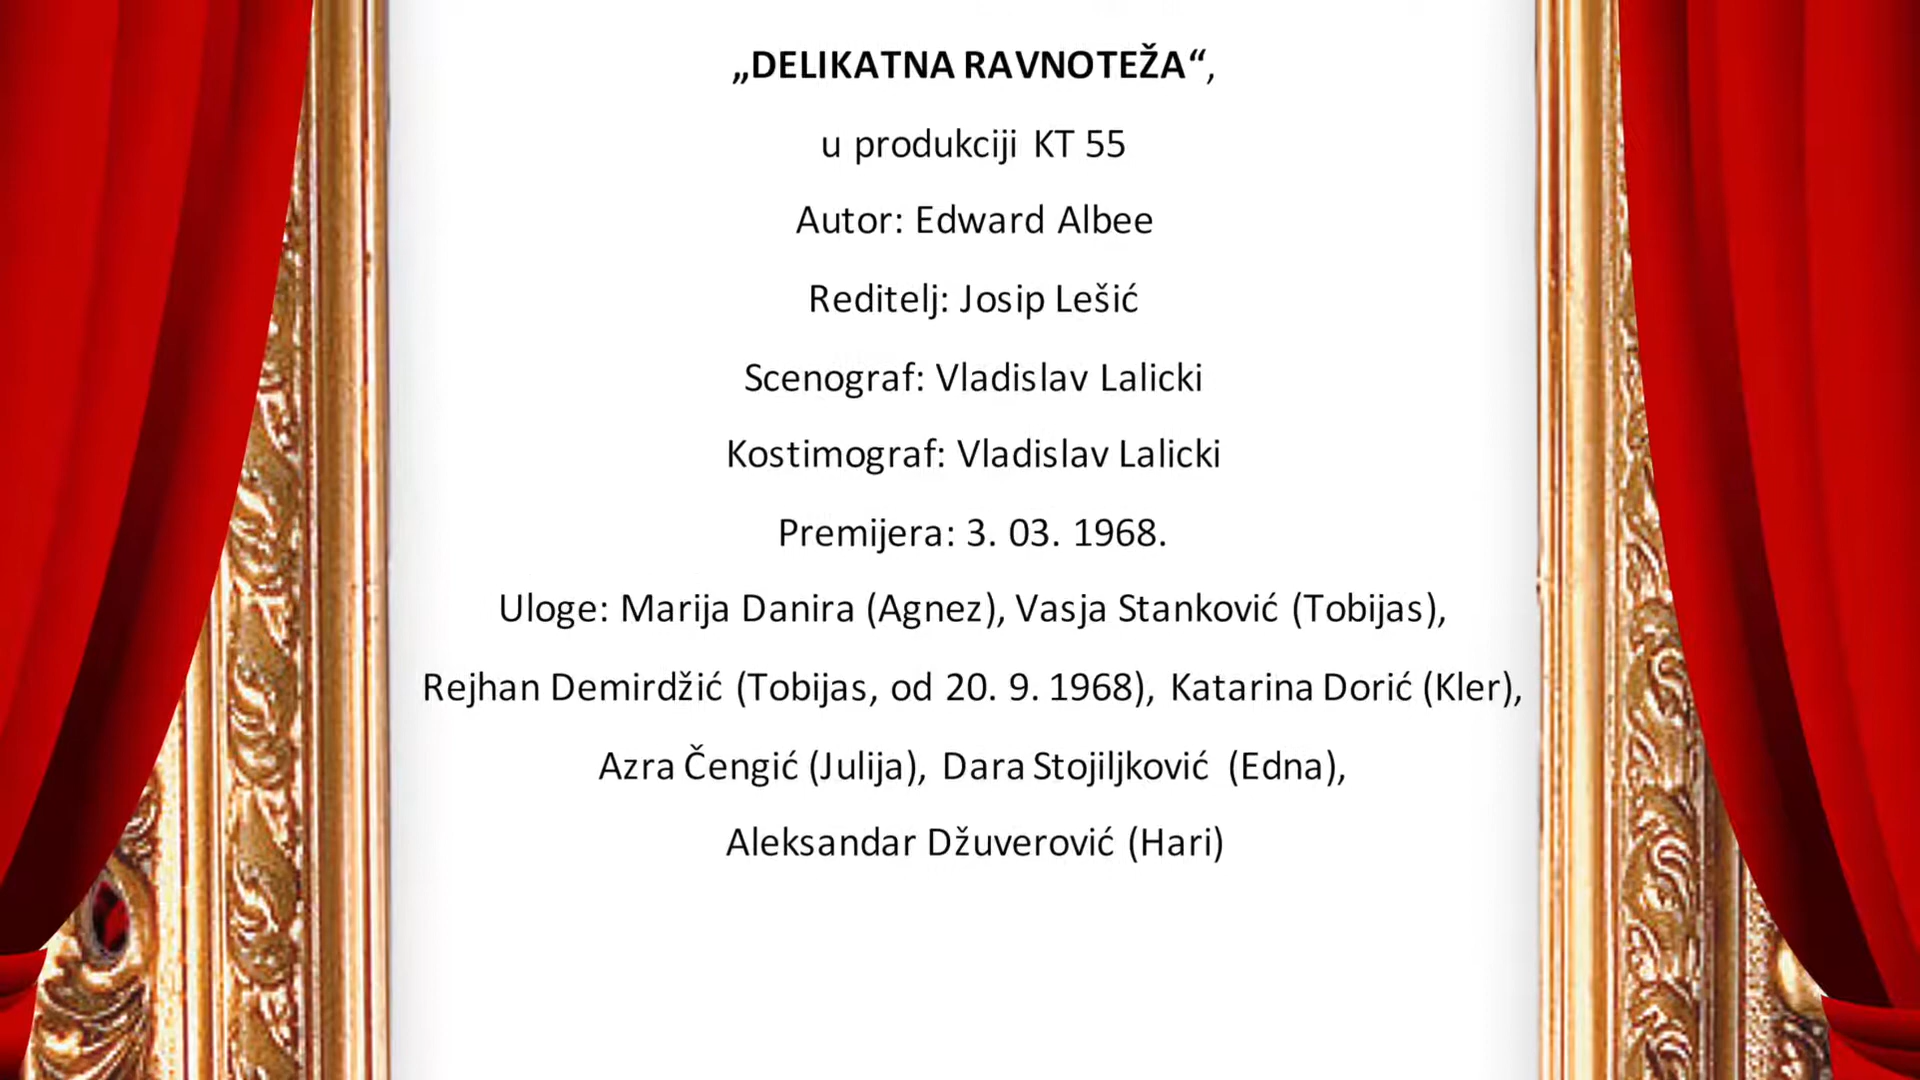 „DELIKATNA RAVNOTEŽA“,
u produkciji KT 55
Autor: Edward Albee
Reditelj: Josip Lešić
Scenograf: Vladislav Lalicki
Kostimograf: Vladislav Lalicki
Premijera: 3. 03. 1968.
Uloge: Marija Danira (Agnez), Vasja Stanković (Tobijas),
Rejhan Demirdžić (Tobijas, od 20. 9. 1968), Katarina Dorić (Kler),
Azra Čengić (Julija), Dara Stojiljković (Edna),
Aleksandar Džuverović (Hari)